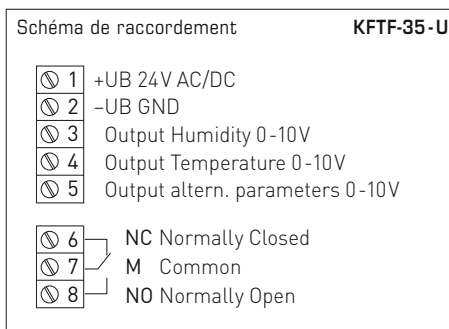 Schéma de raccordement KFTF-35-U
1 +UB 24V AC/DC
2 –UB GND
3 Output Humidity 0-10V
4 Output Temperature 0-10V
5 Output altern. parameters 0-10V
6 NC Normally Closed
7 M Common
8 NO Normally Open